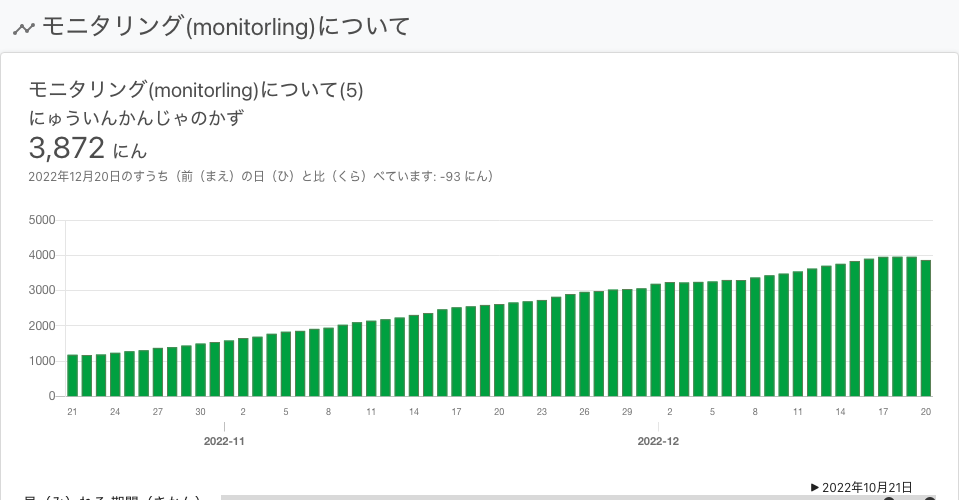 モニタリング(monitorling)について
モニタリング(monitorling)について(5)
にゅういんかんじゃのかず
3,872 にん
2022年12月20日のすうち（前（まえ）の日（ひ）と比（くら）べています: -93 にん）
5000
4000
3000
2000
1000
0
21 24 27 30 2 5 8 11 14 17 20 23 26 29 2 5 8 11 14 17 20
2022-11 2022-12
▶ 2022年10月21日